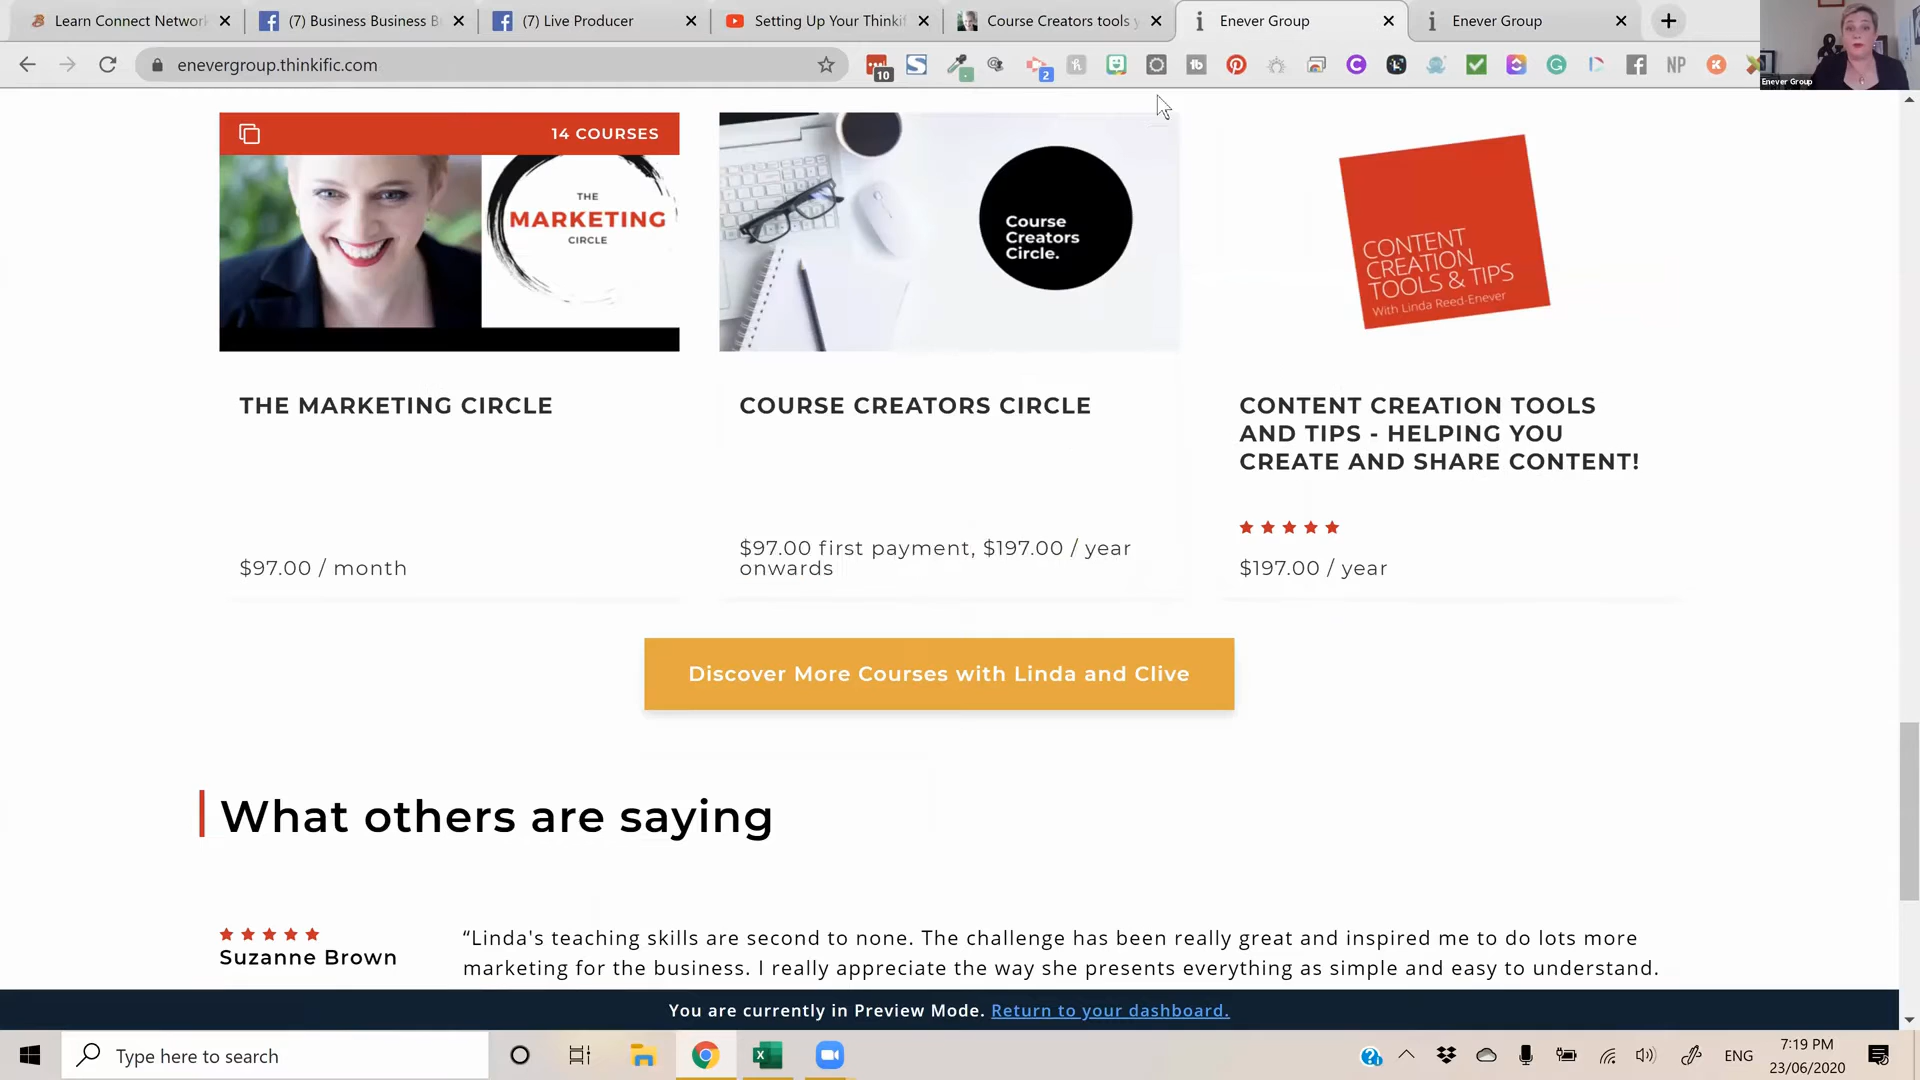 Learn Connect Network
(7) Business Business B
(7) Live Producer
Setting Up Your Thinkif
Course Creators tools y
Enever Group
Enever Group
enevergroup.thinkific.com
10
2
NP
Enever Group
14 COURSES
THE
MARKETING
CIRCLE
Course
Creators
Circle.
CONTENT
CREATION
TOOLS & TIPS
With Linda Reed-Enever
THE MARKETING CIRCLE
COURSE CREATORS CIRCLE
CONTENT CREATION TOOLS
AND TIPS - HELPING YOU
CREATE AND SHARE CONTENT!
$97.00 / month
$97.00 first payment, $197.00 / year
onwards
$197.00 / year
Discover More Courses with Linda and Clive
What others are saying
Suzanne Brown
“Linda's teaching skills are second to none. The challenge has been really great and inspired me to do lots more
marketing for the business. I really appreciate the way she presents everything as simple and easy to understand.
You are currently in Preview Mode. Return to your dashboard.
Type here to search
ENG
7:19 PM
23/06/2020